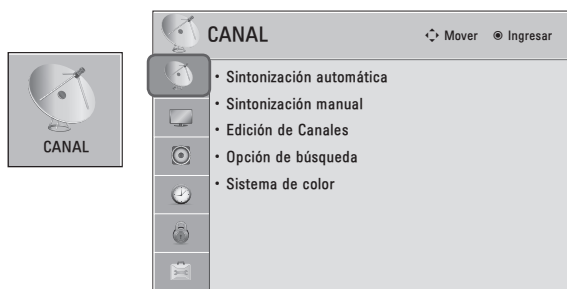 CANAL
CANAL
Mover
Ingresar
• Sintonización automática
• Sintonización manual
• Edición de Canales
• Opción de búsqueda
• Sistema de color